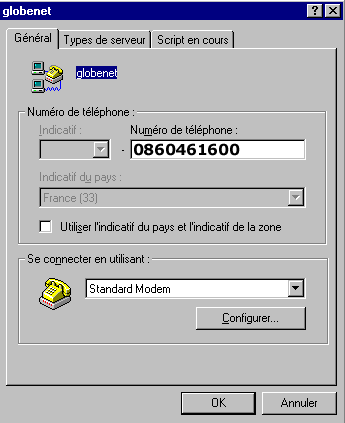 globenet
Général Types de serveur Script en cours
globenet
Numéro de téléphone :
Indicatif : Numéro de téléphone :
- 0860461600
Indicatif du pays :
France (33)
Utiliser l'indicatif du pays et l'indicatif de la zone
Se connecter en utilisant :
Standard Modem
Configurer...
OK Annuler